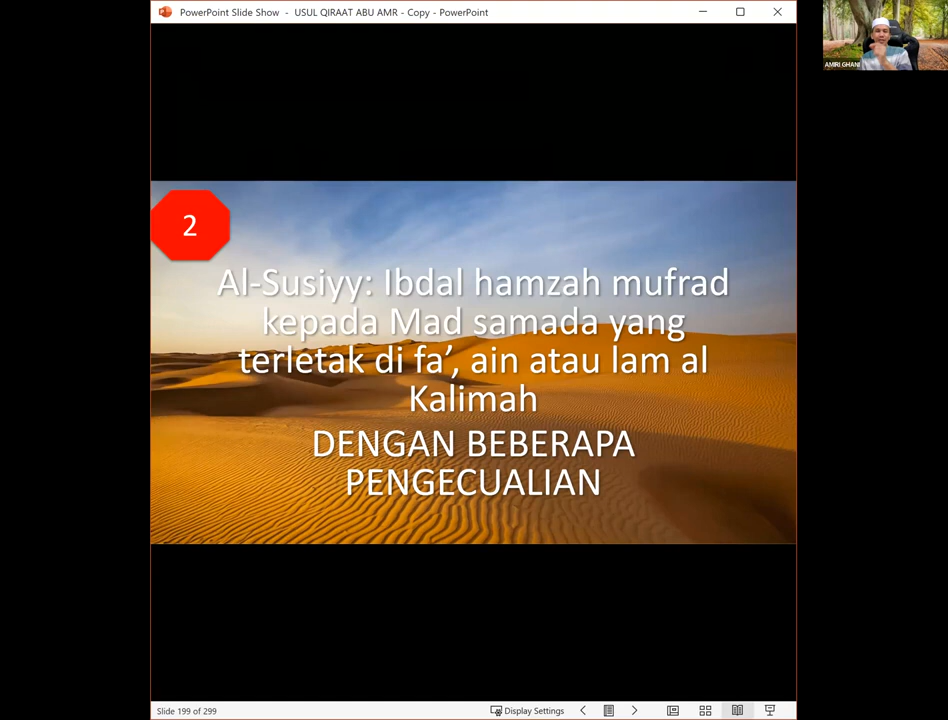 PowerPoint Slide Show - USUL QIRAAT ABU AMR - Copy - PowerPoint
AMIRI GHANI
2
Al-Susiyy: Ibdal hamzah mufrad
kepada Mad samada yang
terletak di fa’, ain atau lam al
Kalimah
DENGAN BEBERAPA
PENGECUALIAN
Slide 199 of 299
Display Settings